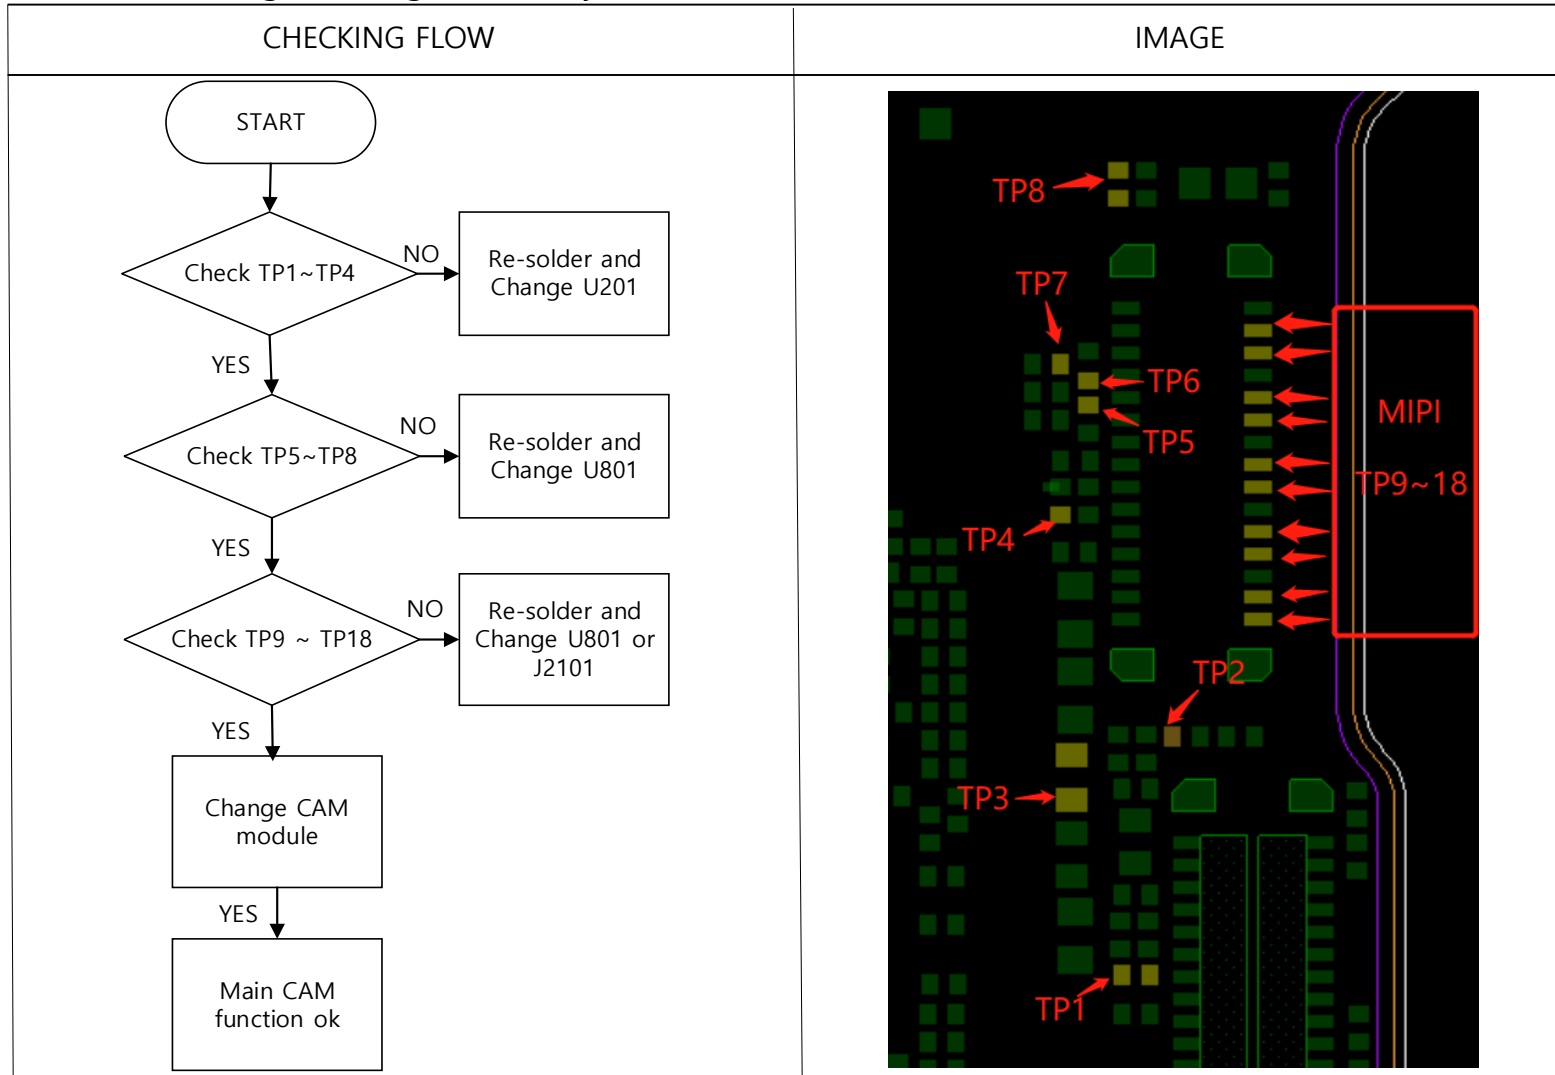 CHECKING FLOW
IMAGE
START
Check TP1~TP4
NO
Re-solder and
Change U201
YES
Check TP5~TP8
NO
Re-solder and
Change U801
YES
Check TP9 ~ TP18
NO
Re-solder and
Change U801 or
J2101
YES
Change CAM
module
YES
Main CAM
function ok
TP8
TP7
TP6
TP5
MIPI
TP9~18
TP4
TP2
TP3
TP1